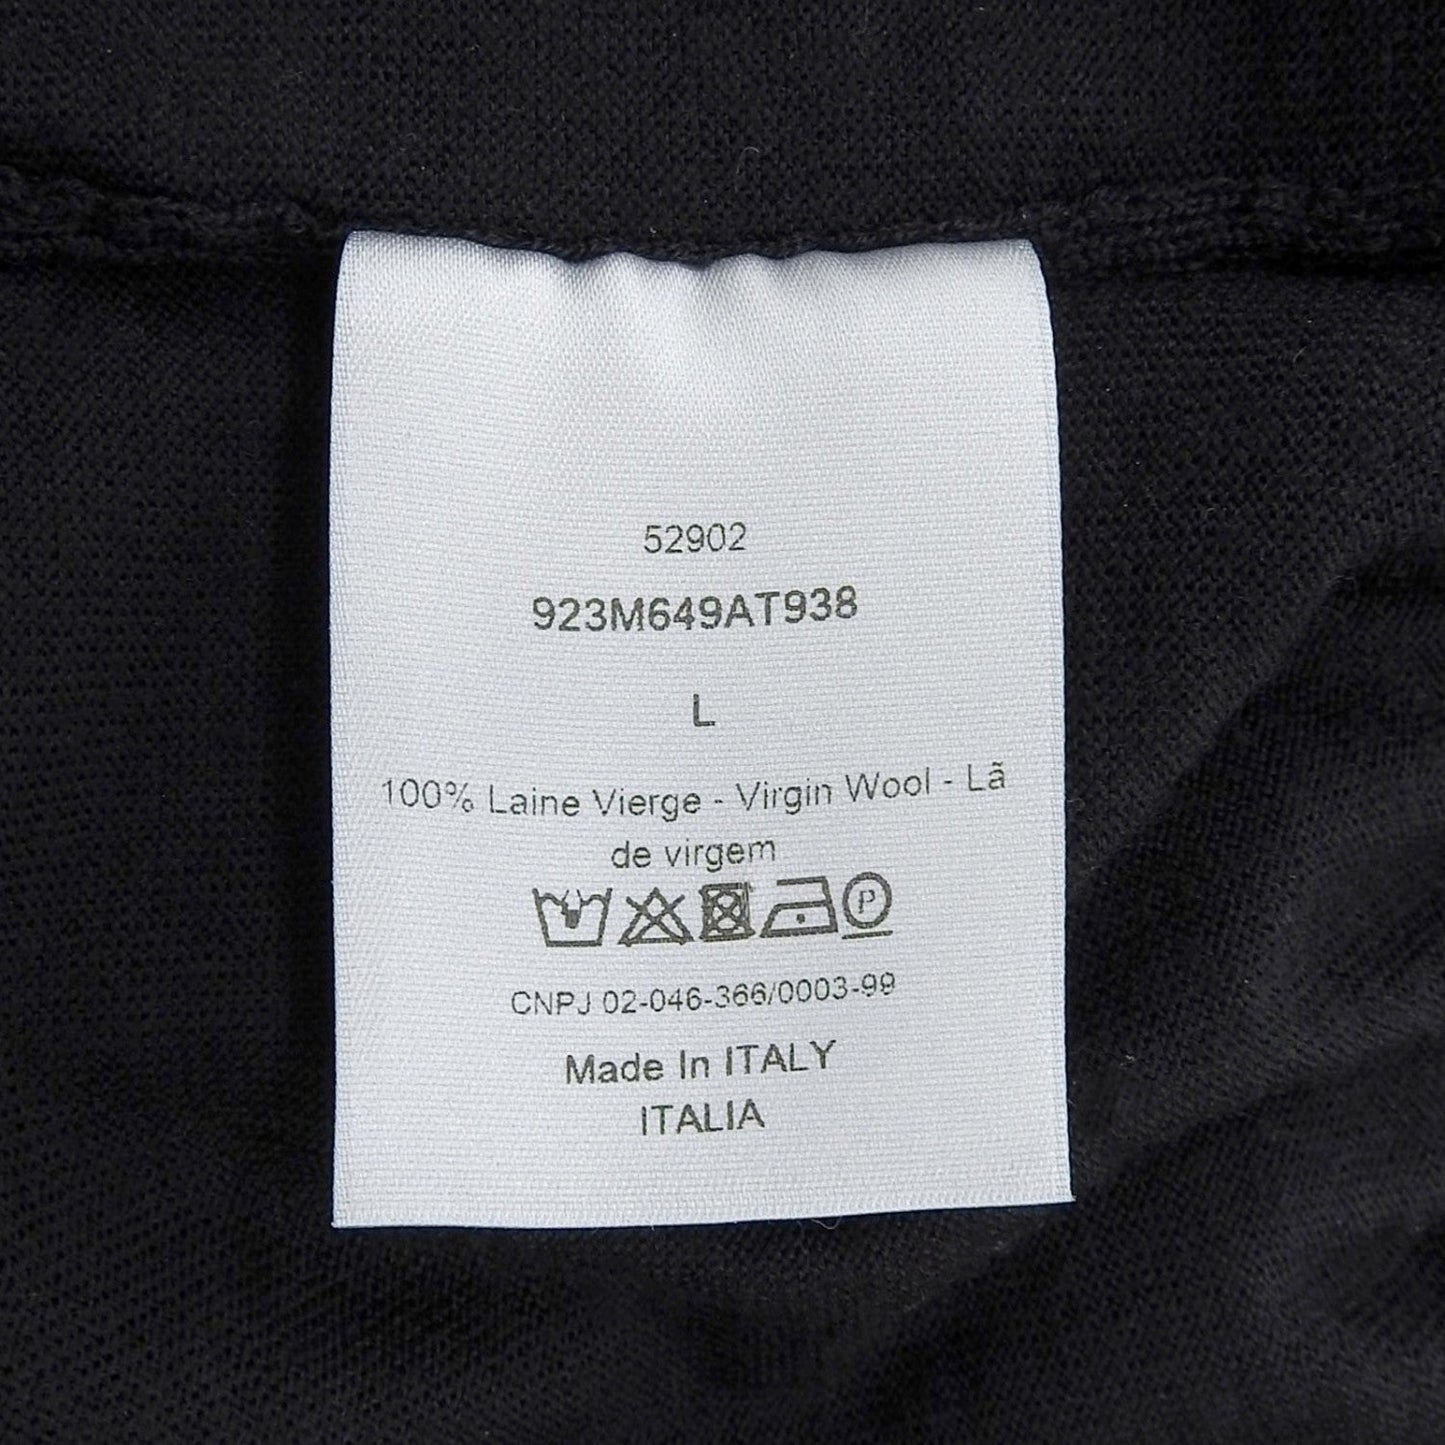 52902
923M649AT938
L
100% Laine Vierge - Virgin Wool - Lã
de virgem
P
CNPJ 02-046-366/0003-99
Made In ITALY
ITALIA